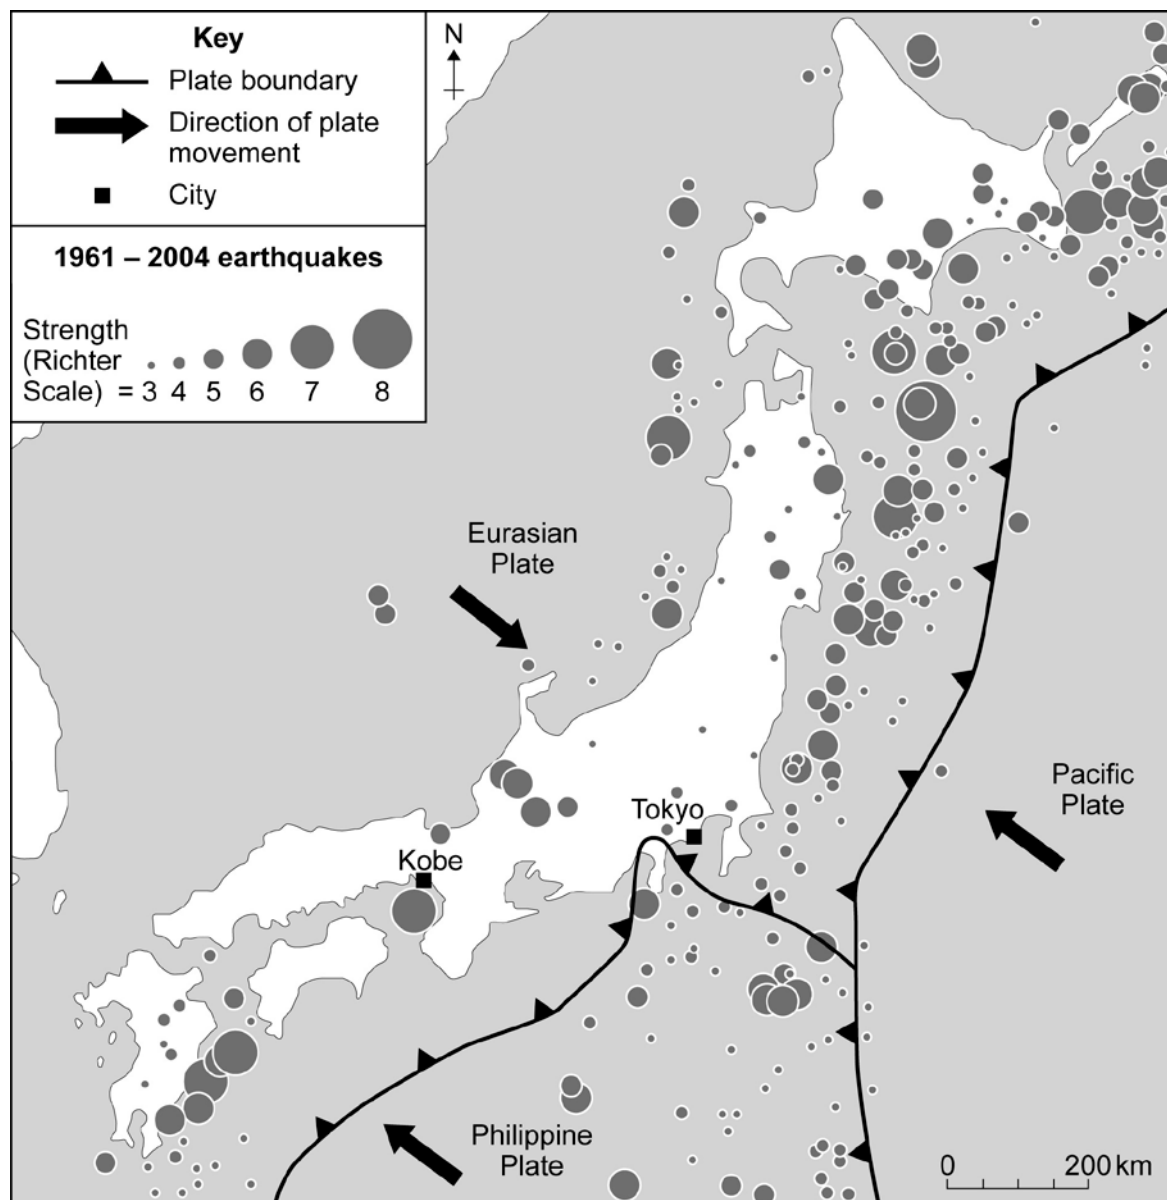 Key
Plate boundary
Direction of plate
movement
City
1961 – 2004 earthquakes
Strength
(Richter
Scale) = 3 4 5 6 7 8
N
Eurasian
Plate
Pacific
Plate
Tokyo
Kobe
Philippine
Plate
0 200 km